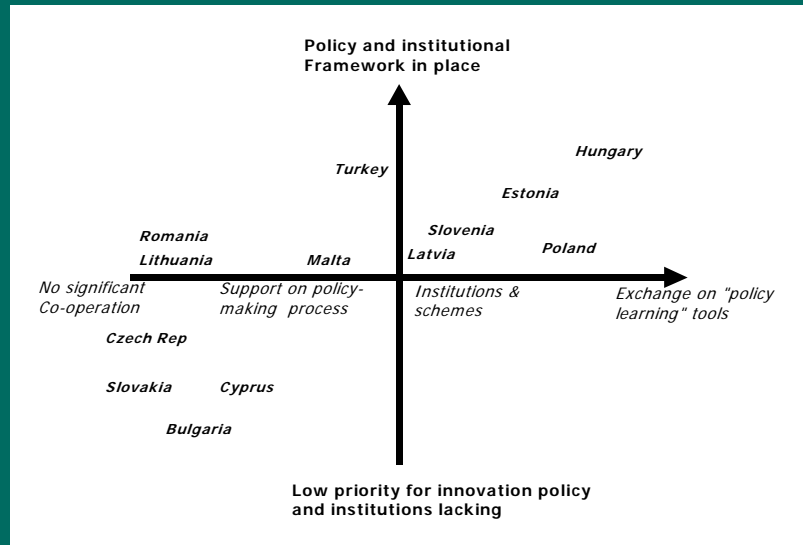 Policy and institutional
Framework in place
Hungary
Turkey
Estonia
Slovenia
Romania
Poland
Latvia
Lithuania
Malta
No significant
Co-operation
Support on policy-
making process
Institutions &
schemes
Exchange on "policy
learning" tools
Czech Rep
Slovakia
Cyprus
Bulgaria
Low priority for innovation policy
and institutions lacking